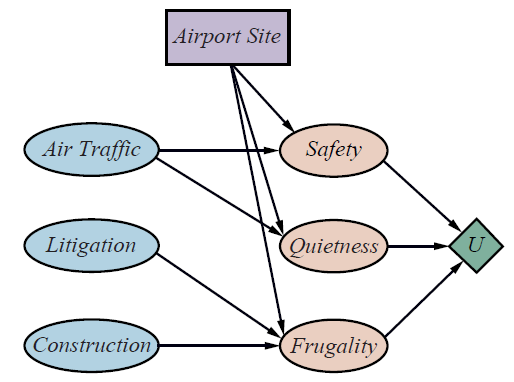 Airport Site
Air Traffic
Safety
Litigation
Quietness
U
Construction
Frugality